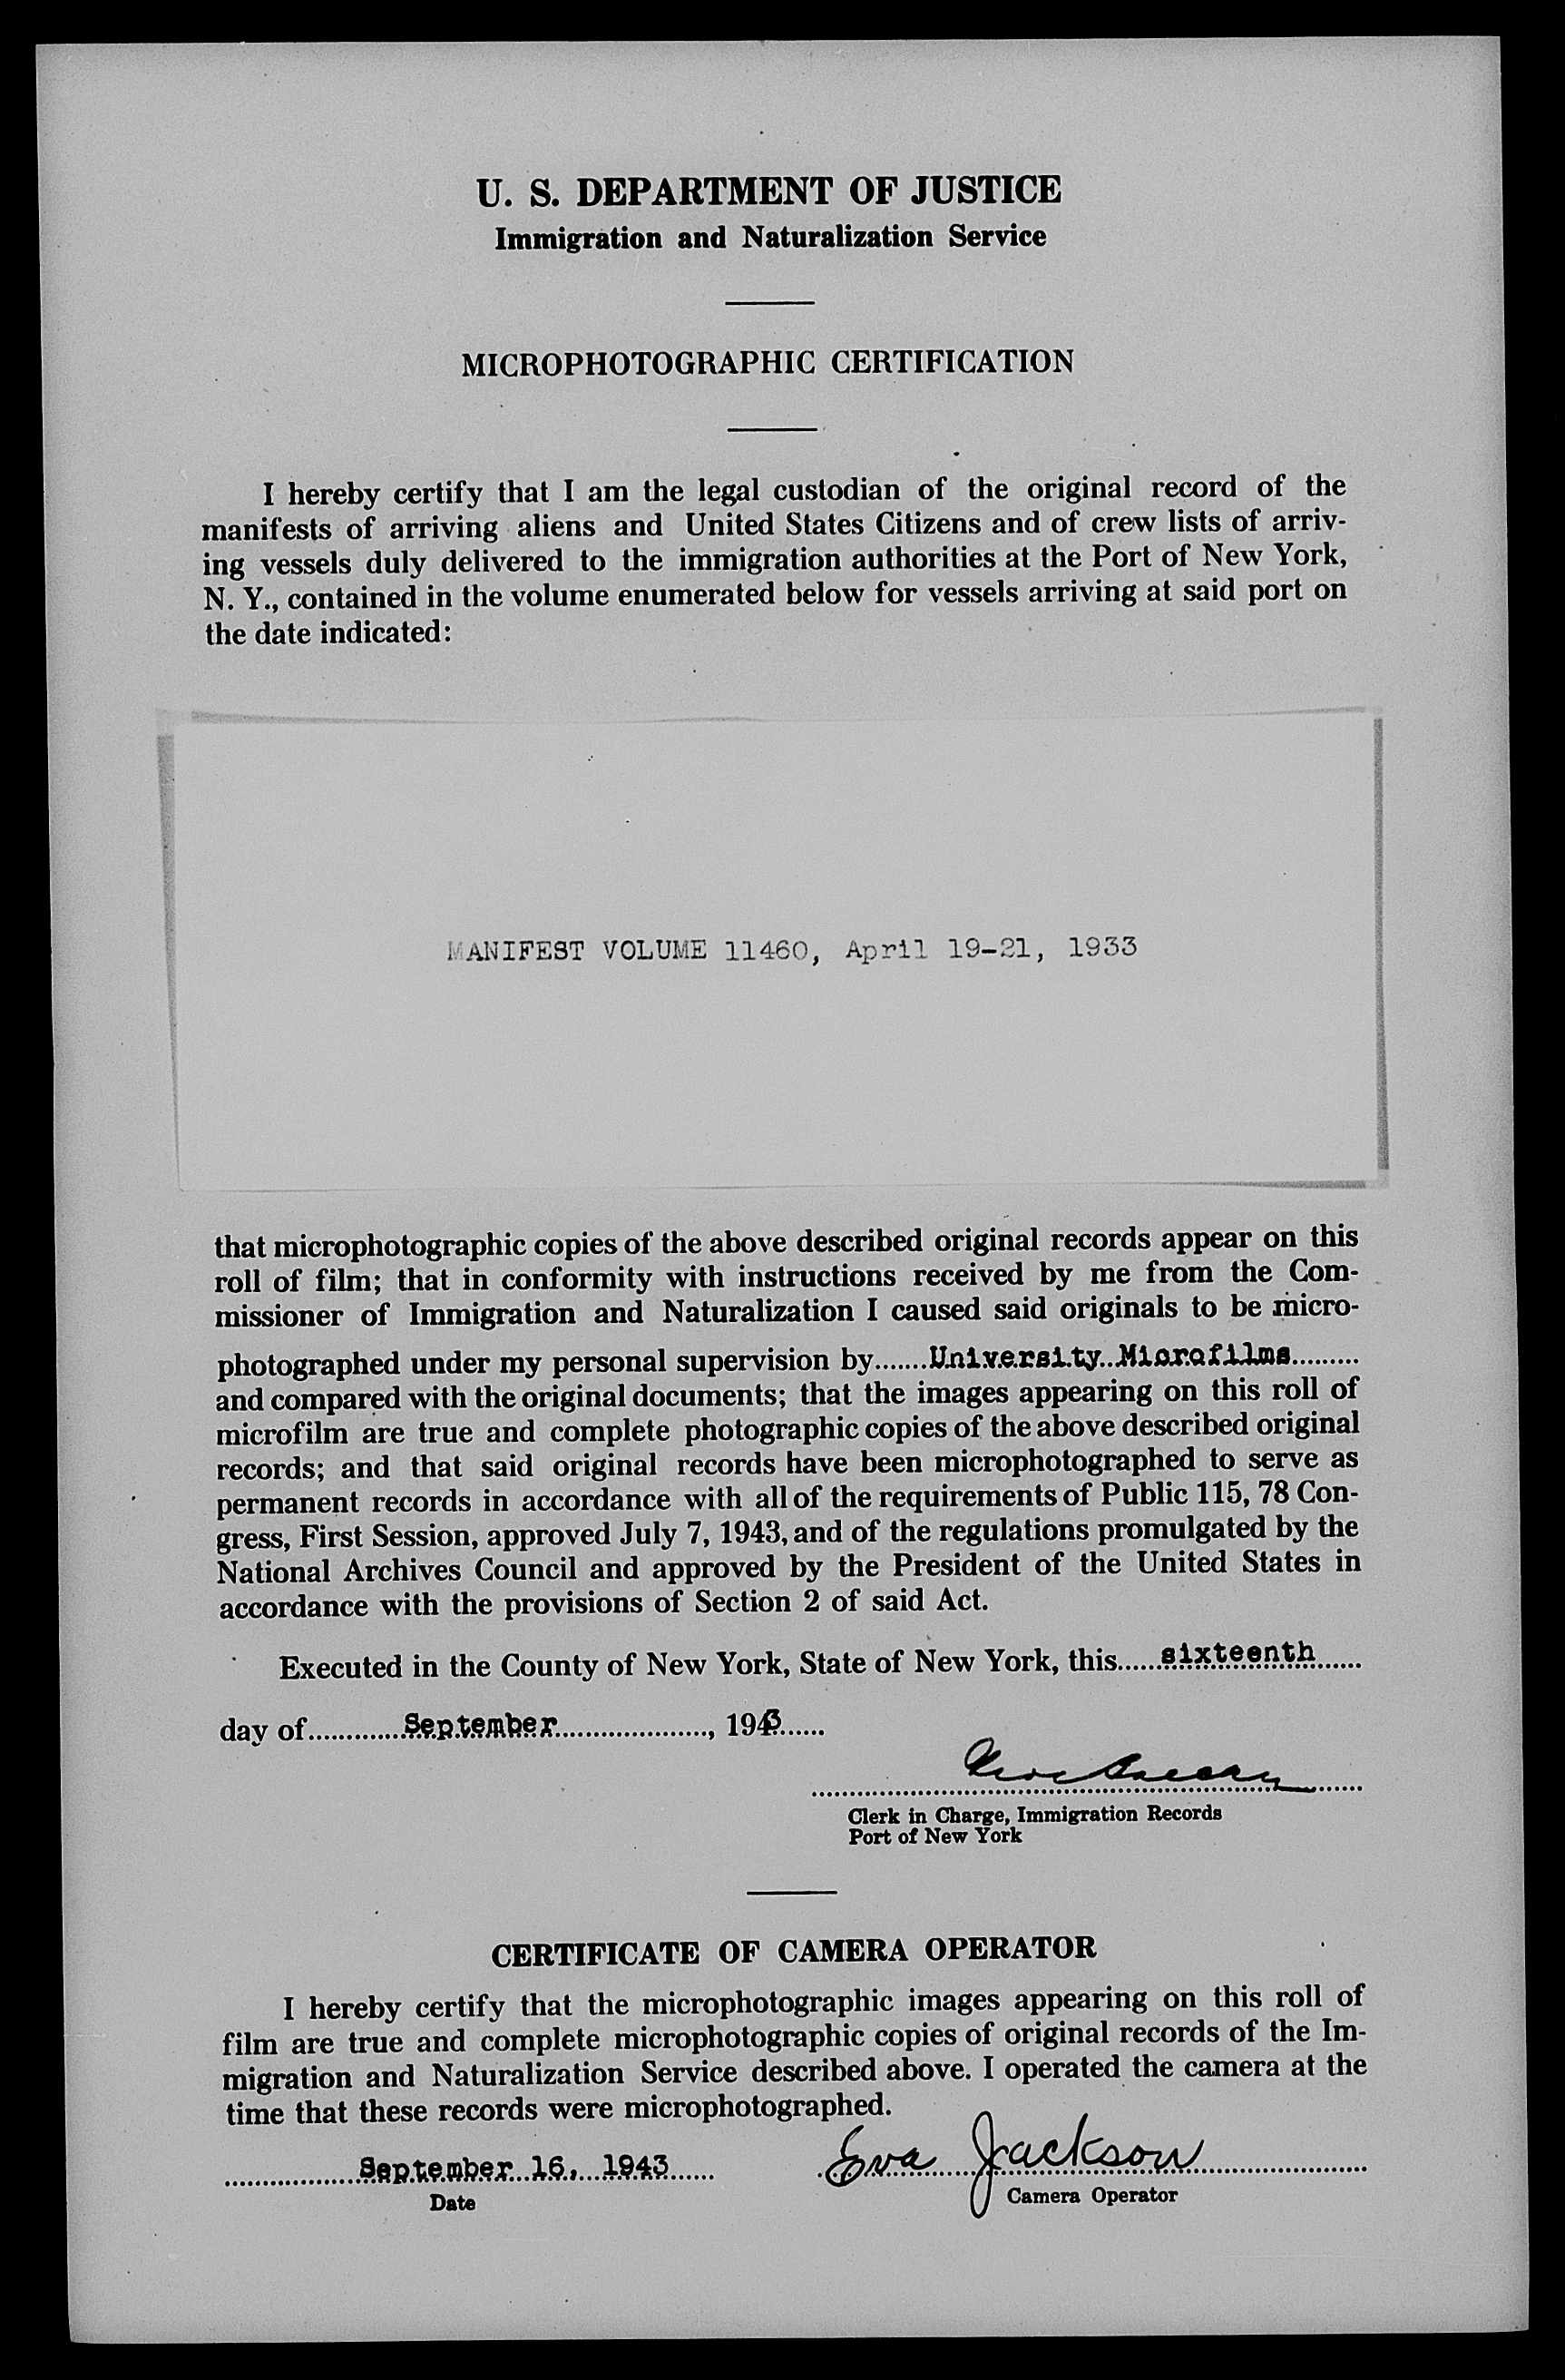 U. S. DEPARTMENT OF JUSTICE
Immigration and Naturalization Service
MICROPHOTOGRAPHIC CERTIFICATION
I hereby certify that I am the legal custodian of the original record of the
manifests of arriving aliens and United States Citizens and of crew lists of arriv-
ing vessels duly delivered to the immigration authorities at the Port of New York,
N. Y., contained in the volume enumerated below for vessels arriving at said port on
the date indicated:
MANIFEST VOLUME 11460, April 19-21, 1933
that microphotographic copies of the above described original records appear on this
roll of film; that in conformity with instructions received by me from the Com-
missioner of Immigration and Naturalization I caused said originals to be micro-
photographed under my personal supervision by.......University Microfilms.........
and compared with the original documents; that the images appearing on this roll of
microfilm are true and complete photographic copies of the above described original
records; and that said original records have been microphotographed to serve as
permanent records in accordance with all of the requirements of Public 115, 78 Con-
gress, First Session, approved July 7, 1943, and of the regulations promulgated by the
National Archives Council and approved by the President of the United States in
accordance with the provisions of Section 2 of said Act.
Executed in the County of New York, State of New York, this......sixteenth......
day of.............September...................., 1943......
Clerk in Charge, Immigration Records
Port of New York
CERTIFICATE OF CAMERA OPERATOR
I hereby certify that the microphotographic images appearing on this roll of
film are true and complete microphotographic copies of original records of the Im-
migration and Naturalization Service described above. I operated the camera at the
time that these records were microphotographed.
September 16, 1943 Eva Jackson
Date Camera Operator